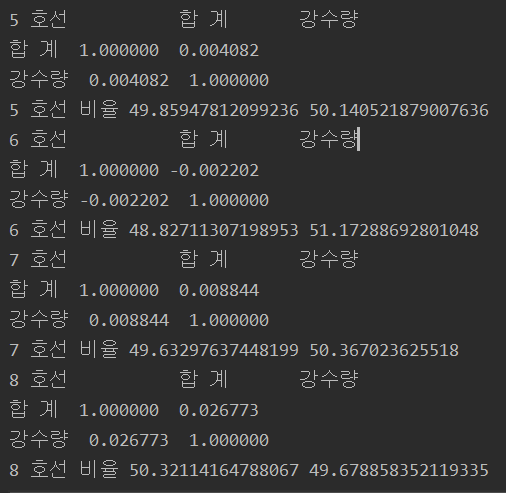 5 호선 합 계 강수량
합 계 1.000000 0.004082
강수량 0.004082 1.000000
5 호선 비율 49.85947812099236 50.140521879007636
6 호선 합 계 강수량
합 계 1.000000 -0.002202
강수량 -0.002202 1.000000
6 호선 비율 48.82711307198953 51.17288692801048
7 호선 합 계 강수량
합 계 1.000000 0.008844
강수량 0.008844 1.000000
7 호선 비율 49.63297637448199 50.367023625518
8 호선 합 계 강수량
합 계 1.000000 0.026773
강수량 0.026773 1.000000
8 호선 비율 50.32114164788067 49.678858352119335